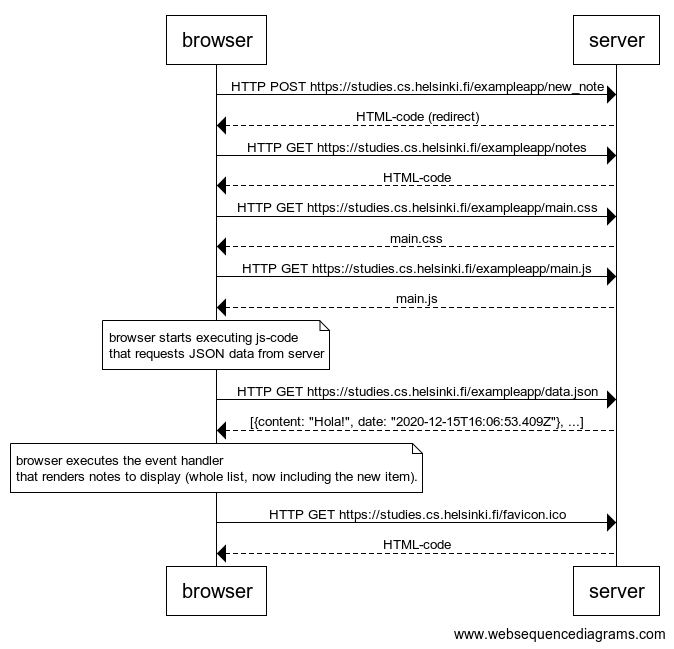 browser server
HTTP POST https://studies.cs.helsinki.fi/exampleapp/new_note
HTML-code (redirect)
HTTP GET https://studies.cs.helsinki.fi/exampleapp/notes
HTML-code
HTTP GET https://studies.cs.helsinki.fi/exampleapp/main.css
main.css
HTTP GET https://studies.cs.helsinki.fi/exampleapp/main.js
main.js
browser starts executing js-code
that requests JSON data from server
HTTP GET https://studies.cs.helsinki.fi/exampleapp/data.json
[{content: "Hola!", date: "2020-12-15T16:06:53.409Z"}, ...]
browser executes the event handler
that renders notes to display (whole list, now including the new item).
HTTP GET https://studies.cs.helsinki.fi/favicon.ico
HTML-code
browser server
www.websequencediagrams.com